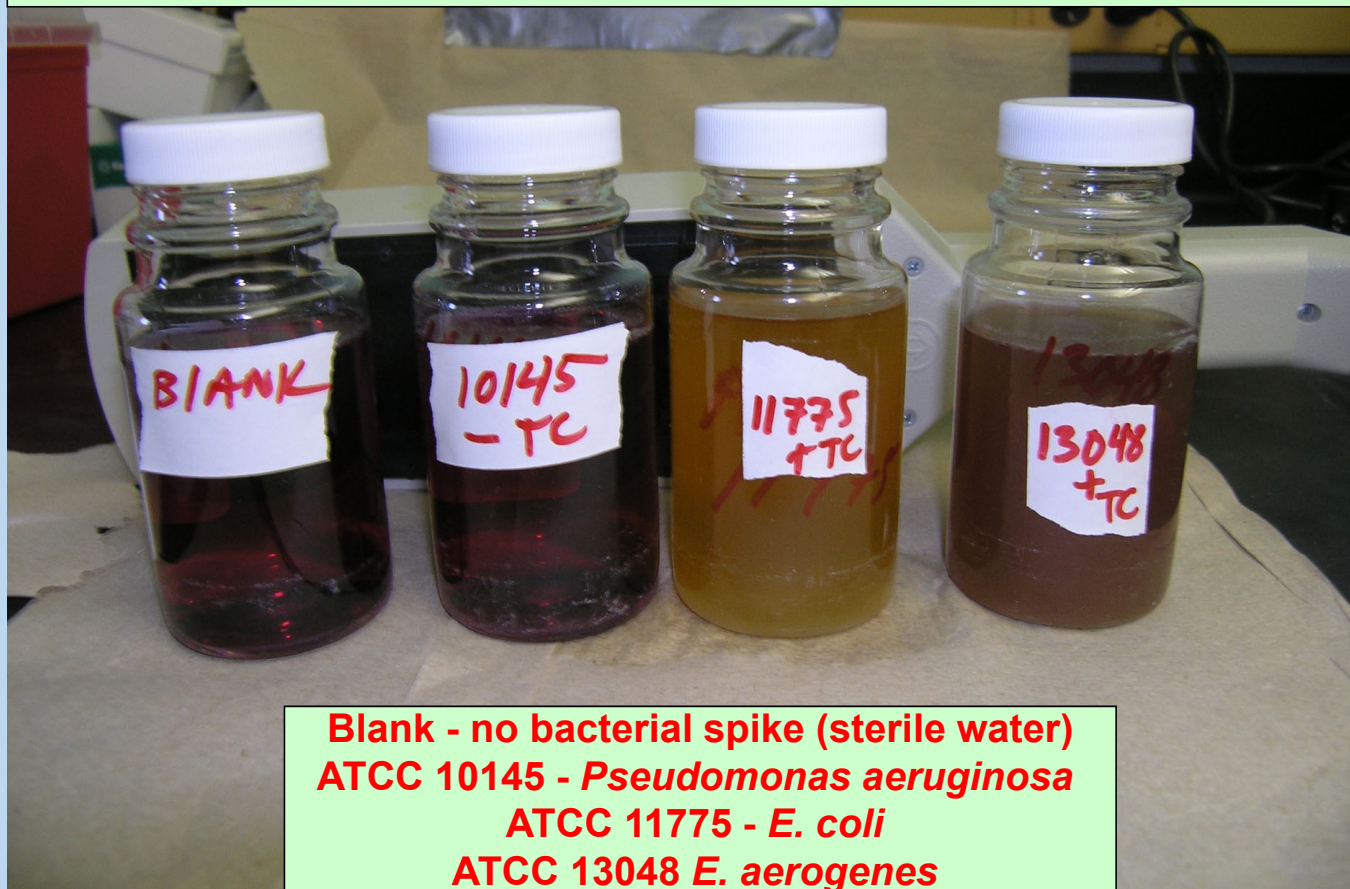 BLANK
10145
- TC
11775
+ TC
13048
+
TC
13048
Blank - no bacterial spike (sterile water)
ATCC 10145 - Pseudomonas aeruginosa
ATCC 11775 - E. coli
ATCC 13048 E. aerogenes